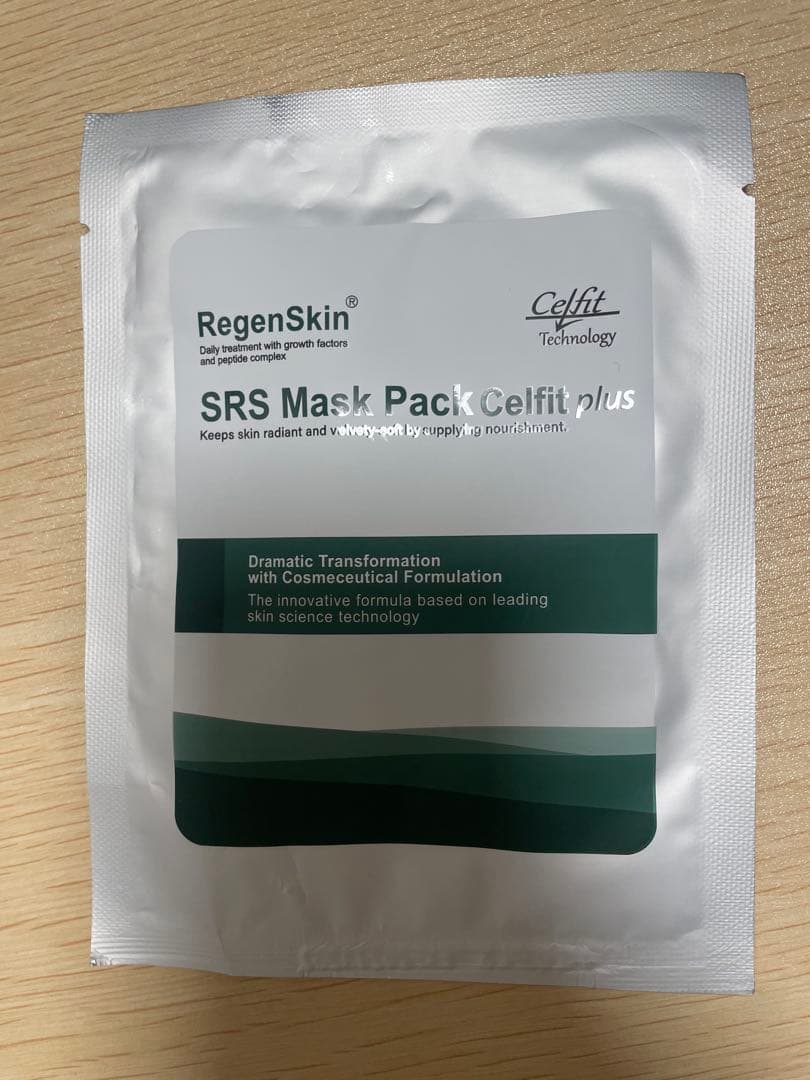 RegenSkin®
Daily treatment with growth factors
and peptide complex
Celfit
Technology
SRS Mask Pack Celfit plus
Keeps skin radiant and velvety-soft by supplying nourishment.
Dramatic Transformation
with Cosmeceutical Formulation
The innovative formula based on leading
skin science technology